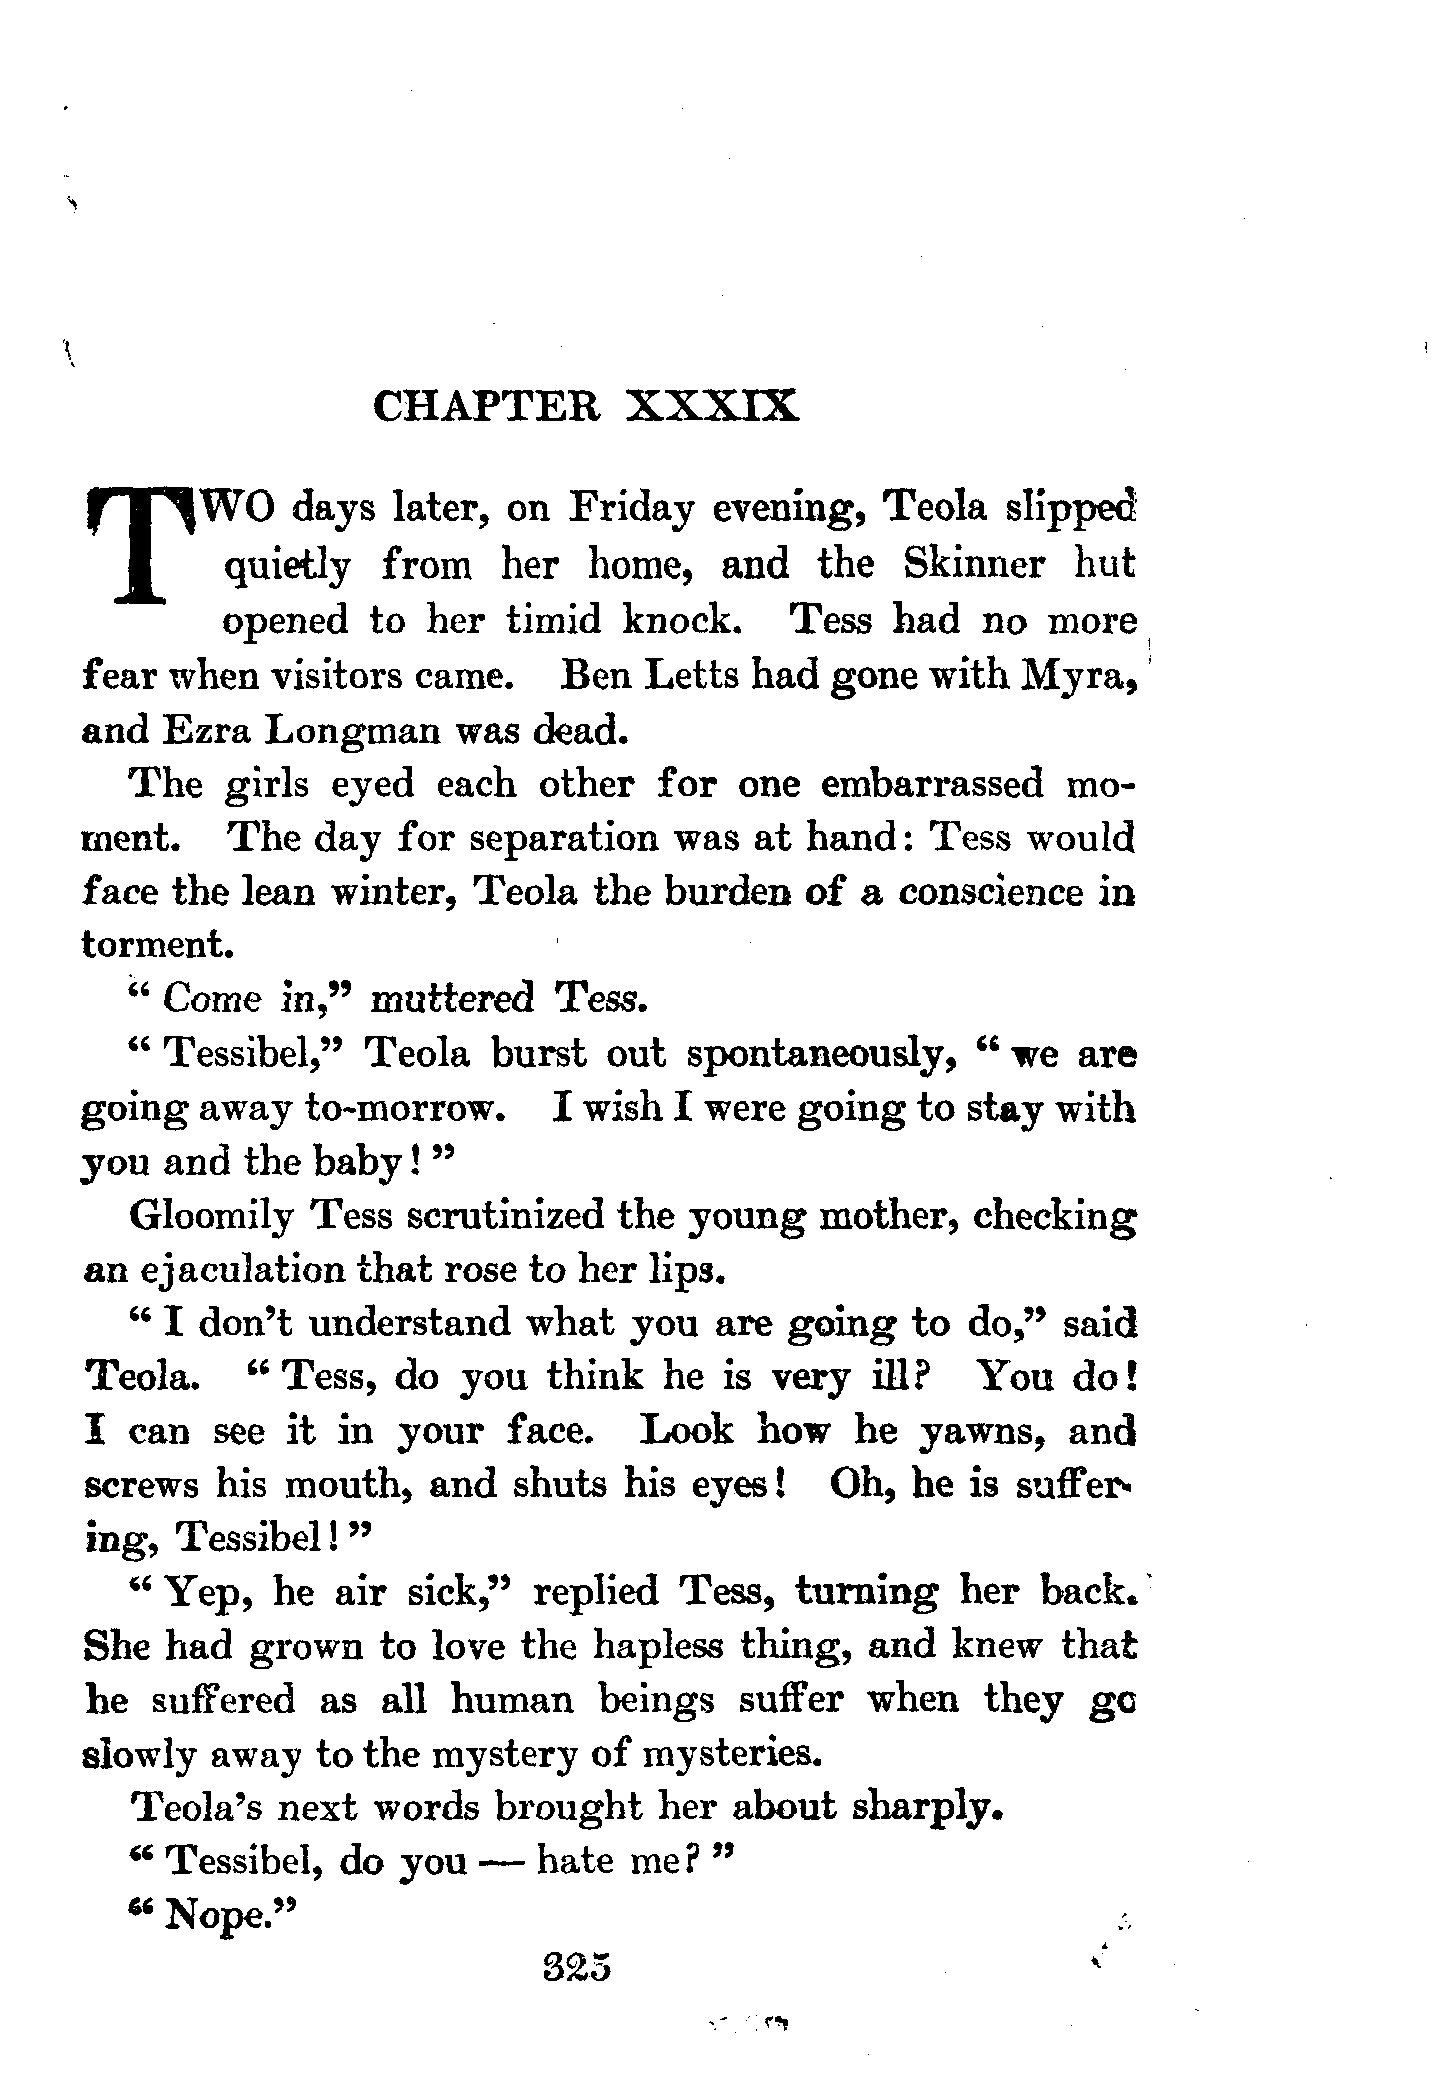 CHAPTER XXXIX
TWO days later, on Friday evening, Teola slipped
quietly from her home, and the Skinner hut
opened to her timid knock. Tess had no more
fear when visitors came. Ben Letts had gone with Myra,
and Ezra Longman was dead.
The girls eyed each other for one embarrassed mo-
ment. The day for separation was at hand: Tess would
face the lean winter, Teola the burden of a conscience in
torment.
“ Come in,” muttered Tess.
“ Tessibel,” Teola burst out spontaneously, “ we are
going away to-morrow. I wish I were going to stay with
you and the baby! ”
Gloomily Tess scrutinized the young mother, checking
an ejaculation that rose to her lips.
“ I don’t understand what you are going to do,” said
Teola. “ Tess, do you think he is very ill? You do!
I can see it in your face. Look how he yawns, and
screws his mouth, and shuts his eyes! Oh, he is suffer-
ing, Tessibel! ”
“ Yep, he air sick,” replied Tess, turning her back.
She had grown to love the hapless thing, and knew that
he suffered as all human beings suffer when they go
slowly away to the mystery of mysteries.
Teola’s next words brought her about sharply.
“ Tessibel, do you — hate me? ”
“ Nope.”
325